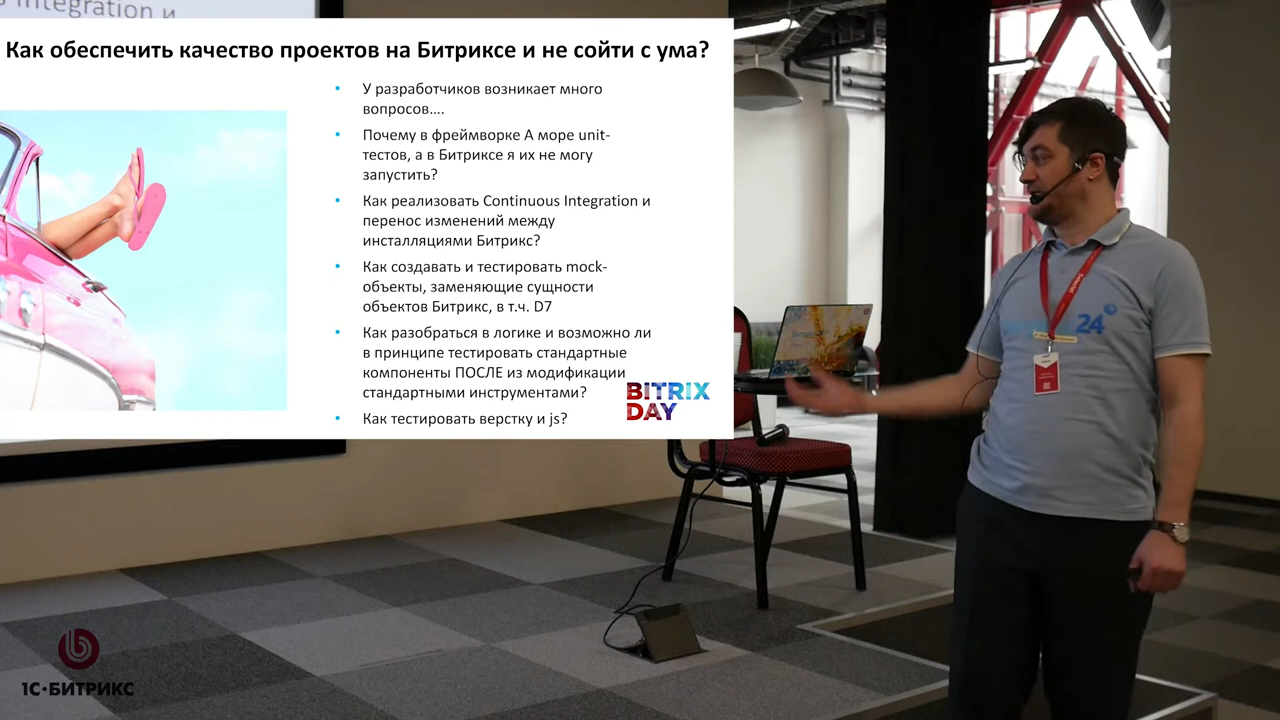 integration и
Как обеспечить качество проектов на Битриксе и не сойти с ума?
• У разработчиков возникает много
вопросов....
• Почему в фреймворке А море unit-
тестов, а в Битриксе я их не могу
запустить?
• Как реализовать Continuous Integration и
перенос изменений между
инсталляциями Битрикс?
• Как создавать и тестировать mock-
объекты, заменяющие сущности
объектов Битрикс, в т.ч. D7
• Как разобраться в логике и возможно ли
в принципе тестировать стандартные
компоненты ПОСЛЕ из модификации
стандартными инструментами?
• Как тестировать верстку и js?
BITRIX
DAY
24
1С·БИТРИКС